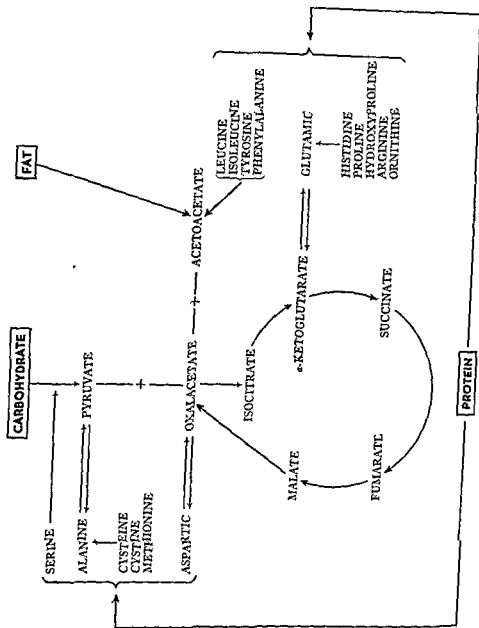 CARBOHYDRATE
FAT
SERINE
ALANINE
PYRUVATE
CYSTEINE
CYSTINE
METHIONINE
+
ASPARTIC
OXALACETATE
+
ACETOACETATE
LEUCINE
ISOLEUCINE
TYROSINE
PHENYLALANINE
ISOCITRATE
MALATE
α-KETOGLUTARATE
GLUTAMIC
HISTIDINE
PROLINE
HYDROXYPROLINE
ARGININE
ORNITHINE
FUMARATE
SUCCINATE
PROTEIN